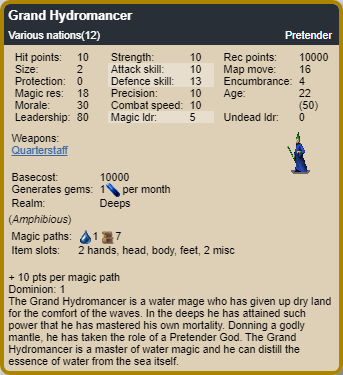 Grand Hydromancer
Various nations(12) Pretender
Hit points: 10 Strength: 10 Rec points: 10000
Size: 2 Attack skill: 10 Map move: 16
Protection: 0 Defence skill: 13 Encumbrance: 4
Magic res: 18 Precision: 10 Age: 22
Morale: 30 Combat speed: 10 (50)
Leadership: 80 Magic ldr: 5 Undead ldr: 0
Weapons:
Quarterstaff
Basecost: 10000
Generates gems: 1 per month
Realm: Deeps
(Amphibious)
Magic paths: 1 7
Item slots: 2 hands, head, body, feet, 2 misc
+ 10 pts per magic path
Dominion: 1
The Grand Hydromancer is a water mage who has given up dry land
for the comfort of the waves. In the deeps he has attained such
power that he has mastered his own mortality. Donning a godly
mantle, he has taken the role of a Pretender God. The Grand
Hydromancer is a master of water magic and he can distill the
essence of water from the sea itself.